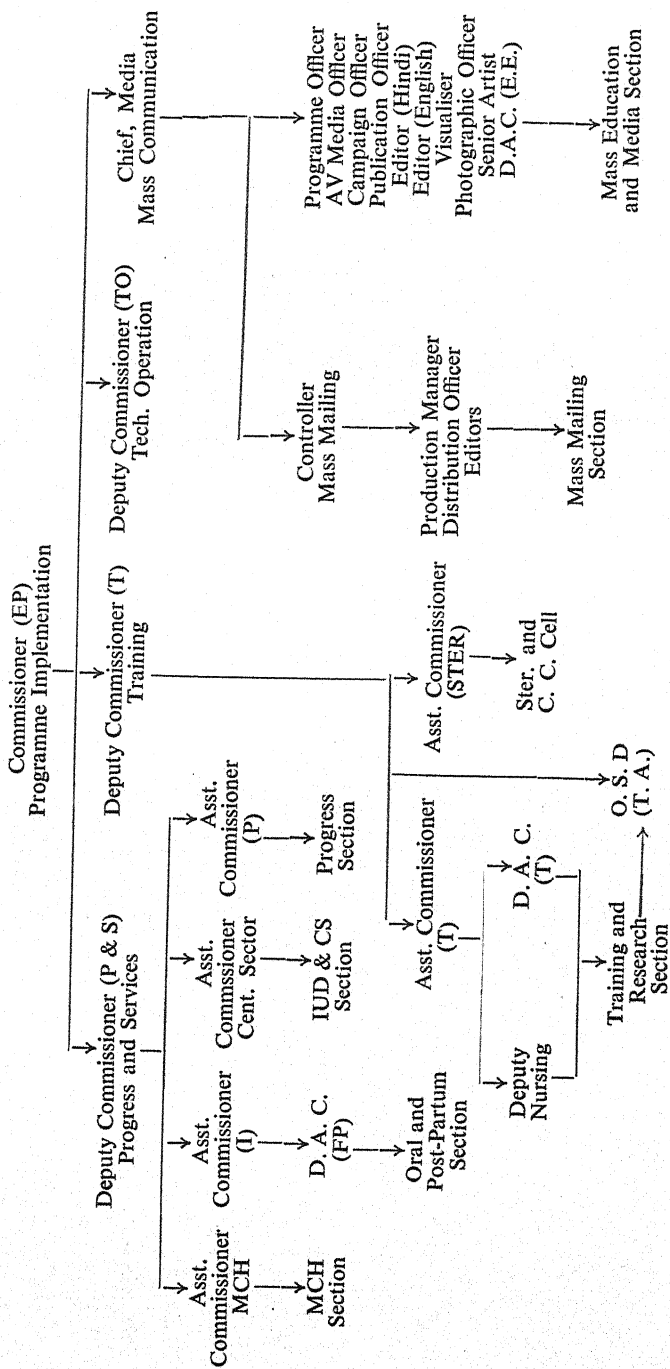 Commissioner (EP)
Programme Implementation
Deputy Commissioner (P & S)
Progress and Services
Deputy Commissioner (T)
Training
Deputy Commissioner (TO)
Tech. Operation
Chief, Media
Mass Communication
Asst.
Commissioner
MCH
MCH
Section
Asst.
Commissioner
(I)
D. A. C.
(FP)
Oral and
Post-Partum
Section
Asst.
Commssioner
Cent. Sector
IUD & CS
Section
Asst.
Commissioner
(P)
Progress
Section
Asst. Commissioner
(T)
Deputy
Nursing
D. A. C.
(T)
Training and
Research
Section
O. S. D
(T. A.)
Asst. Commissioner
(STER)
Ster. and
C. C. Cell
Controller
Mass Mailing
Production Manager
Distribution Officer
Editors
Mass Mailing
Section
Programme Officer
AV Media Officer
Campaign Officer
Publication Officer
Editor (Hindi)
Editor (English)
Visualiser
Photographic Officer
Senior Artist
D.A.C. (E.E.)
Mass Education
and Media Section